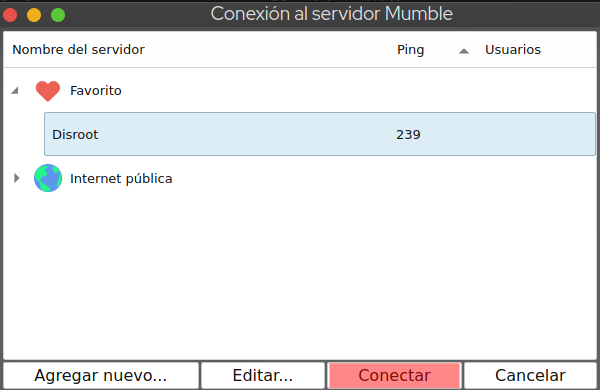 Conexión al servidor Mumble
Nombre del servidor Ping Usuarios
Favorito
Disroot 239
Internet pública
Agregar nuevo... Editar... Conectar Cancelar